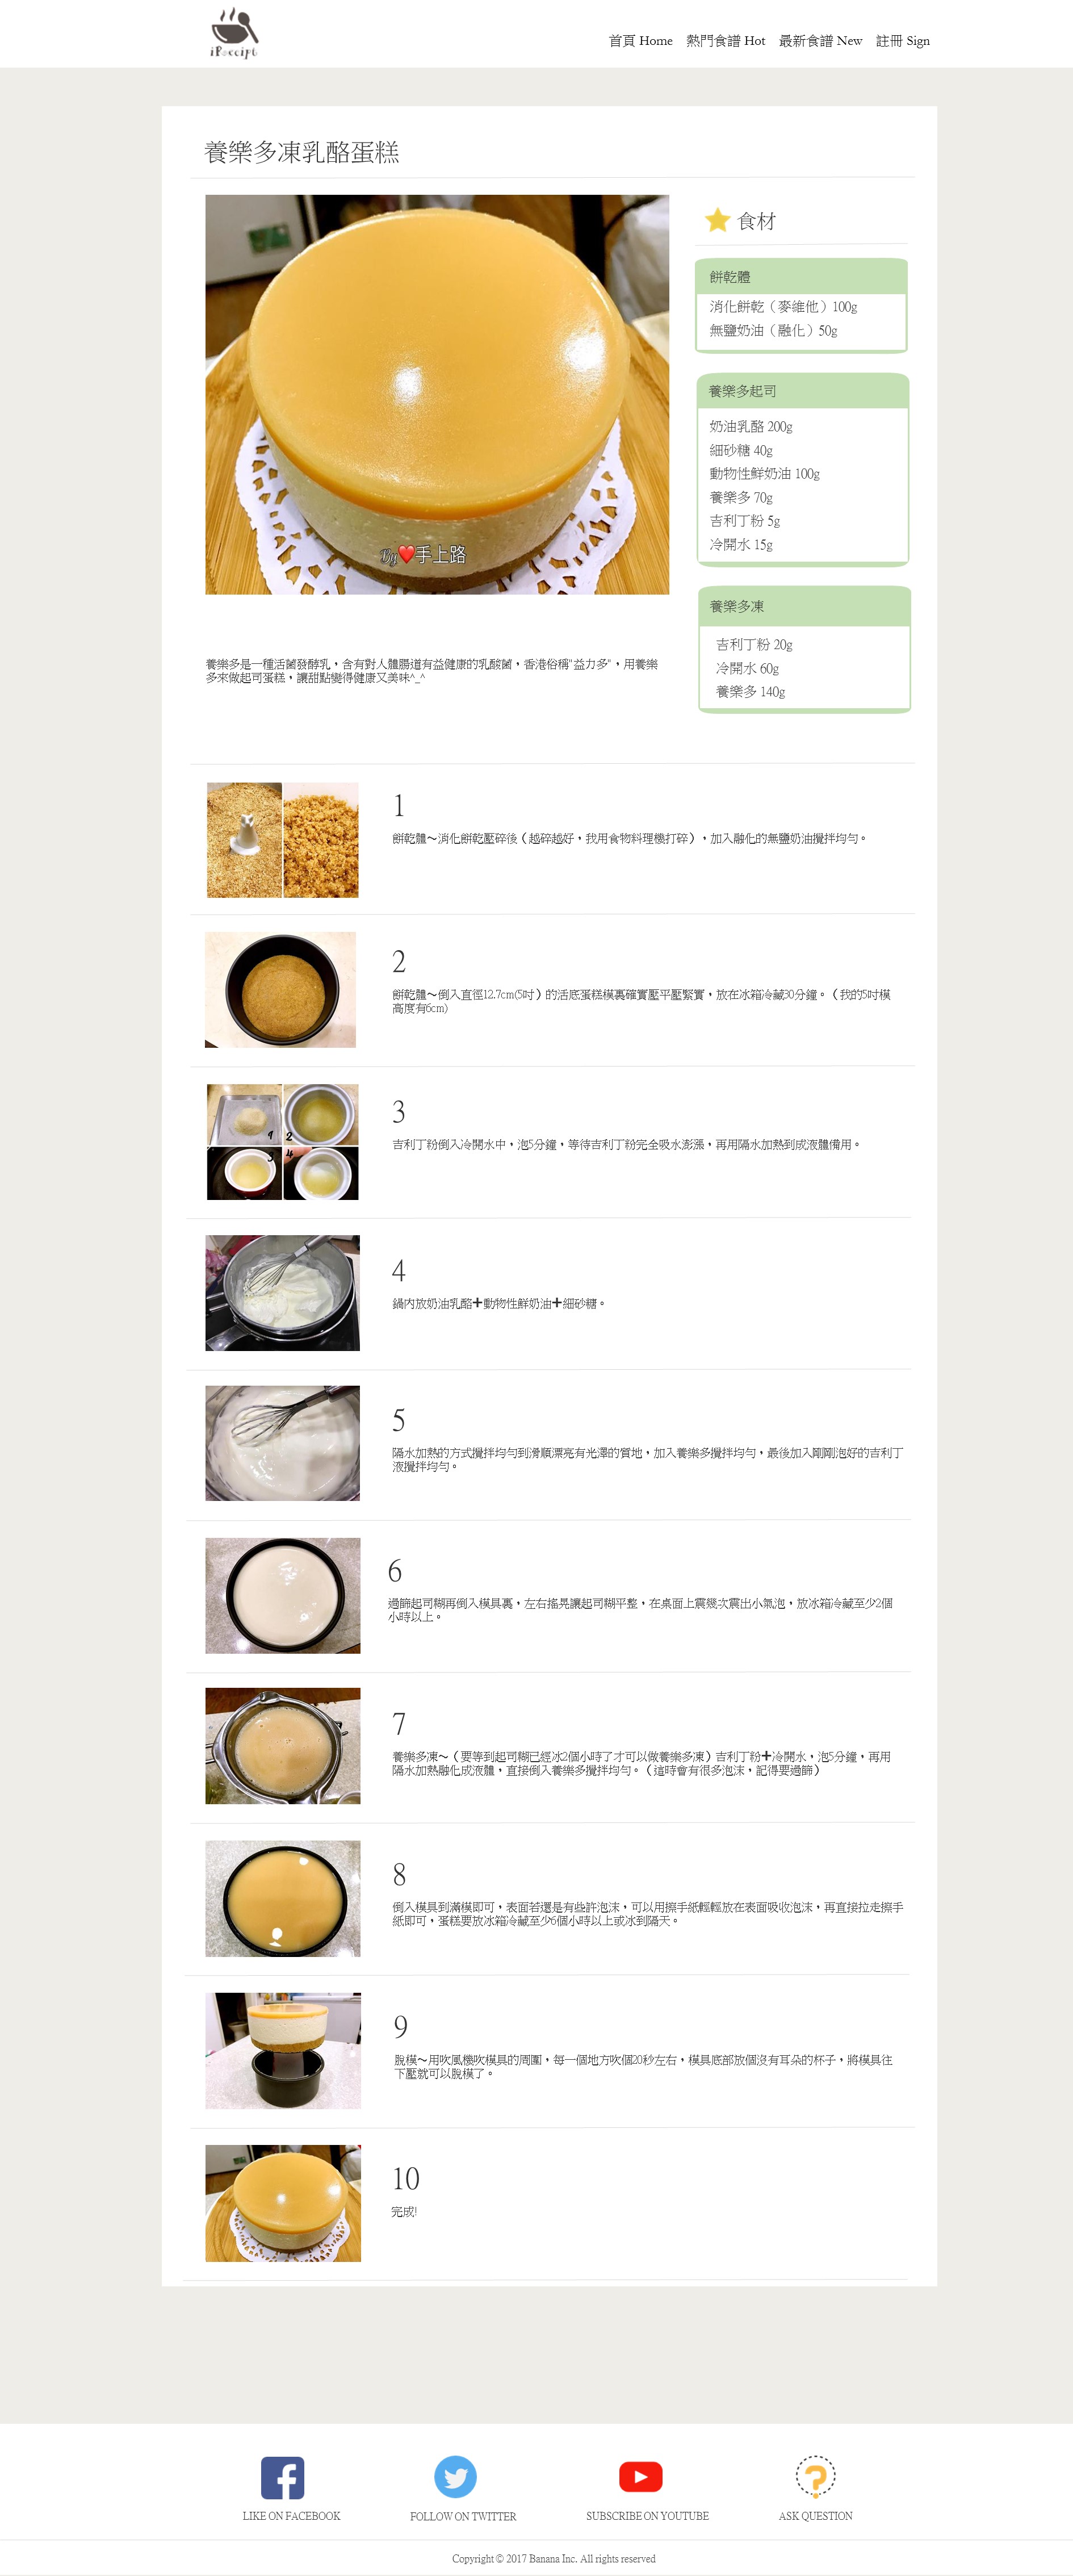 iReccipt
首頁 Home 熱門食譜 Hot 最新食譜 New 註冊 Sign
養樂多凍乳酪蛋糕
By❤手上路
養樂多是一種活菌發酵乳，含有對人體腸道有益健康的乳酸菌，香港俗稱"益力多"，用養樂
多來做起司蛋糕，讓甜點變得健康又美味^_^
食材
餅乾體
消化餅乾（麥維他）100g
無鹽奶油（融化）50g
養樂多起司
奶油乳酪 200g
細砂糖 40g
動物性鮮奶油 100g
養樂多 70g
吉利丁粉 5g
冷開水 15g
養樂多凍
吉利丁粉 20g
冷開水 60g
養樂多 140g
1
餅乾體～消化餅乾壓碎後（越碎越好，我用食物料理機打碎），加入融化的無鹽奶油攪拌均勻。
2
餅乾體～倒入直徑12.7cm(5吋）的活底蛋糕模裏確實壓平壓緊實，放在冰箱冷藏30分鐘。（我的5吋模
高度有6cm)
1
2
3
4
3
吉利丁粉倒入冷開水中，泡5分鐘，等待吉利丁粉完全吸水澎漲，再用隔水加熱到成液體備用。
4
鍋內放奶油乳酪➕動物性鮮奶油➕細砂糖。
5
隔水加熱的方式攪拌均勻到滑順漂亮有光澤的質地，加入養樂多攪拌均勻，最後加入剛剛泡好的吉利丁
液攪拌均勻。
6
過篩起司糊再倒入模具裏，左右搖晃讓起司糊平整，在桌面上震幾次震出小氣泡，放冰箱冷藏至少2個
小時以上。
7
養樂多凍～（要等到起司糊已經冰2個小時了才可以做養樂多凍）吉利丁粉➕冷開水，泡5分鐘，再用
隔水加熱融化成液體，直接倒入養樂多攪拌均勻。（這時會有很多泡沫，記得要過篩）
8
倒入模具到滿模即可，表面若還是有些許泡沫，可以用擦手紙輕輕放在表面吸收泡沫，再直接拉走擦手
紙即可，蛋糕要放冰箱冷藏至少6個小時以上或冰到隔天。
9
脫模～用吹風機吹模具的周圍，每一個地方吹個20秒左右，模具底部放個沒有耳朵的杯子，將模具往
下壓就可以脫模了。
10
完成!
LIKE ON FACEBOOK FOLLOW ON TWITTER SUBSCRIBE ON YOUTUBE ASK QUESTION
Copyright © 2017 Banana Inc. All rights reserved